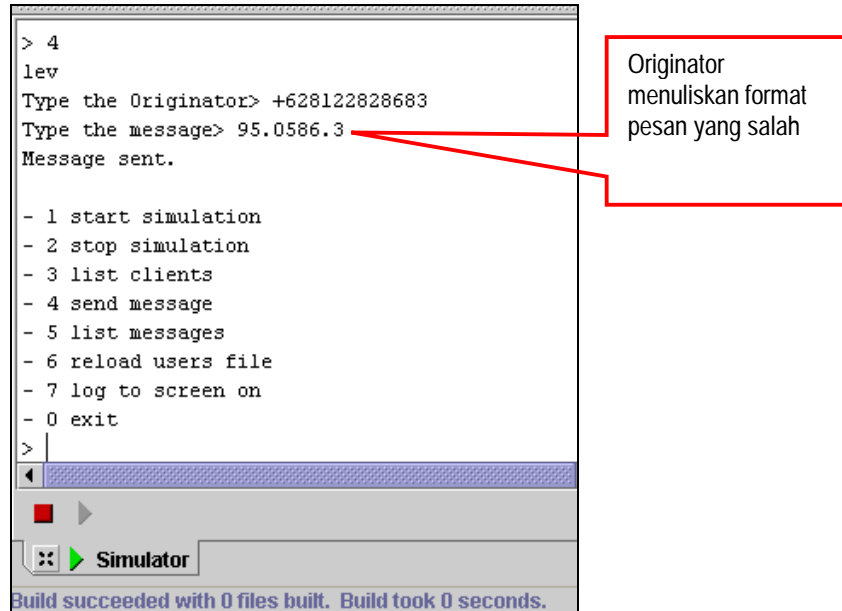 > 4
lev
Type the Originator> +628122828683
Type the message> 95.0586.3
Message sent.
- 1 start simulation
- 2 stop simulation
- 3 list clients
- 4 send message
- 5 list messages
- 6 reload users file
- 7 log to screen on
- 0 exit
>
Simulator
Build succeeded with 0 files built. Build took 0 seconds.
Originator
menuliskan format
pesan yang salah